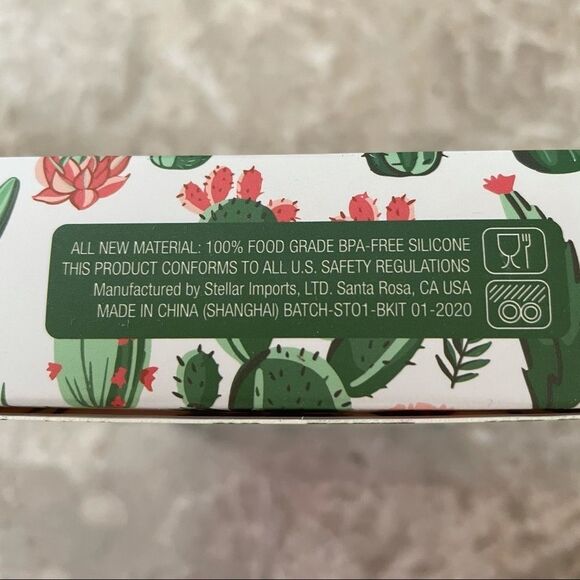 ALL NEW MATERIAL: 100% FOOD GRADE BPA-FREE SILICONE
THIS PRODUCT CONFORMS TO ALL U.S. SAFETY REGULATIONS
Manufactured by Stellar Imports, LTD. Santa Rosa, CA USA
MADE IN CHINA (SHANGHAI) BATCH-STO1-BKIT 01-2020